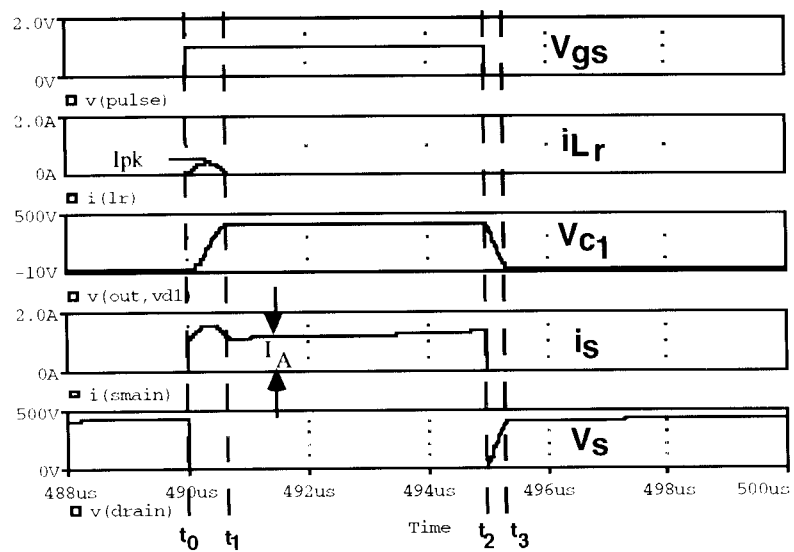 2.0V
Vgs
0V
v(pulse)
2.0A
iLr
Ipk
0A
i(lr)
500V
Vc1
-10V
v(out,vd1)
2.0A
IA
is
0A
i(smain)
500V
Vs
0V
488us 490us 492us 494us 496us 498us 500us
v(drain)
t0 t1 Time t2 t3